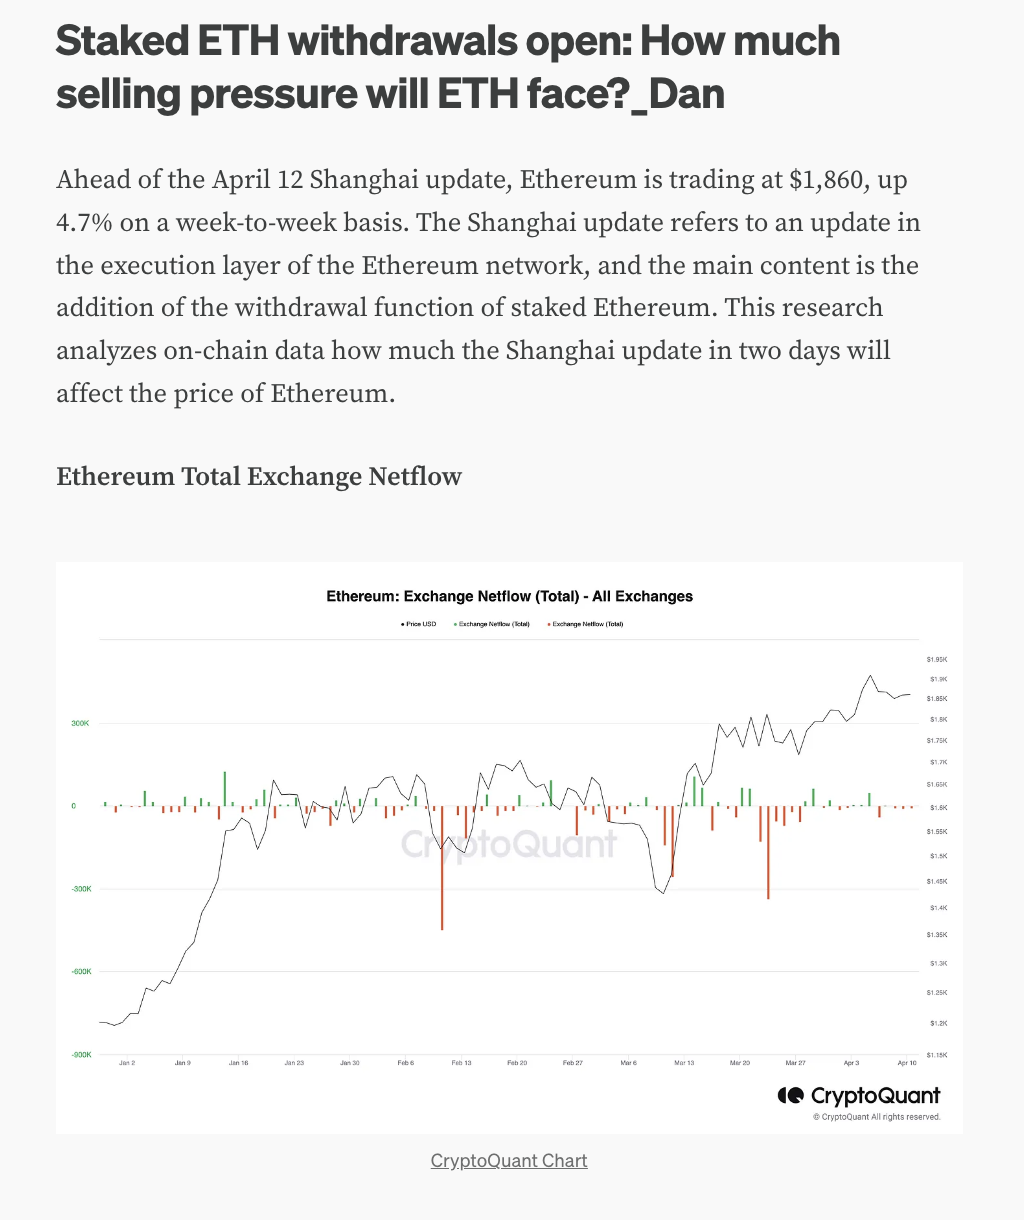 Staked ETH withdrawals open: How much
selling pressure will ETH face?_Dan
Ahead of the April 12 Shanghai update, Ethereum is trading at $1,860, up
4.7% on a week-to-week basis. The Shanghai update refers to an update in
the execution layer of the Ethereum network, and the main content is the
addition of the withdrawal function of staked Ethereum. This research
analyzes on-chain data how much the Shanghai update in two days will
affect the price of Ethereum.
Ethereum Total Exchange Netflow
Ethereum: Exchange Netflow (Total) - All Exchanges
Price USD Exchange Netflow (Total) Exchange Netflow (Total)
300K
0
-300K
-600K
-900K
$1.95K
$1.9K
$1.85K
$1.8K
$1.75K
$1.7K
$1.65K
$1.6K
$1.55K
$1.5K
$1.45K
$1.4K
$1.35K
$1.3K
$1.25K
$1.2K
$1.15K
CryptoQuant
Jan 2 Jan 9 Jan 16 Jan 23 Jan 30 Feb 6 Feb 13 Feb 20 Feb 27 Mar 6 Mar 13 Mar 20 Mar 27 Apr 3 Apr 10
CryptoQuant
© CryptoQuant All rights reserved.
CryptoQuant Chart